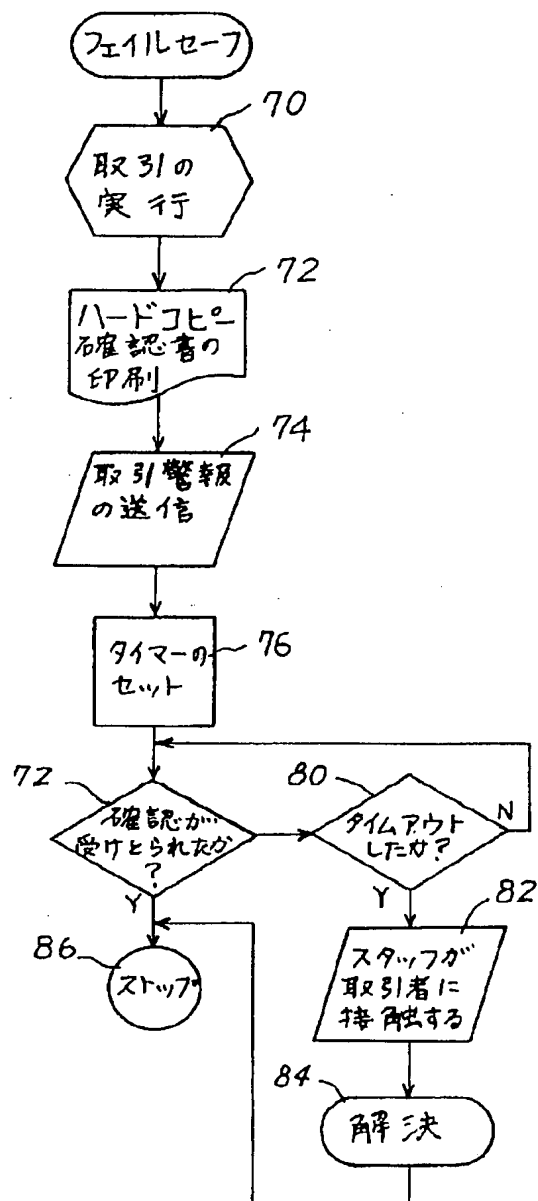 フェイルセーフ
70
取引の
実行
72
ハードコピー
確認書の
印刷
74
取引警報
の送信
76
タイマーの
セット
72
確認が
受けとられたか
?
Y
80
タイムアウト
したか?
N
Y
82
スタッフが
取引者に
接触する
86
ストップ
84
解決